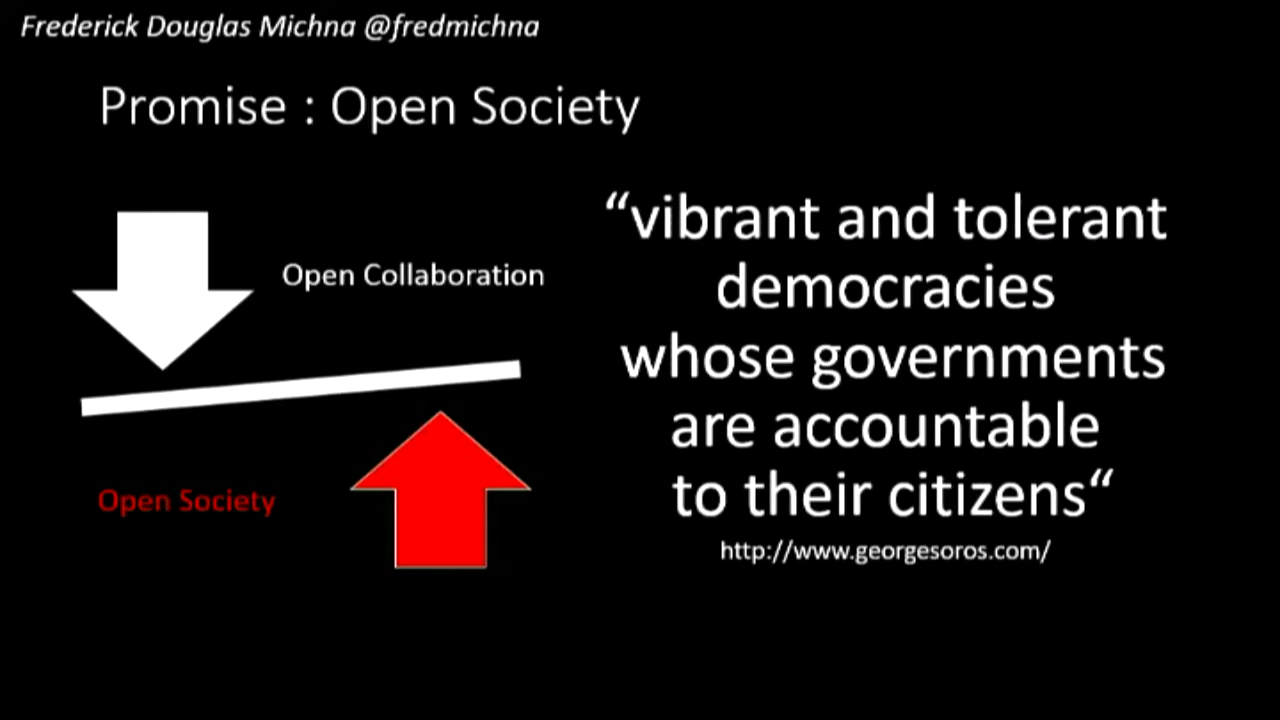 Frederick Douglas Michna @fredmichna
Promise : Open Society
Open Collaboration
Open Society
“vibrant and tolerant
democracies
whose governments
are accountable
to their citizens“
http://www.georgesoros.com/